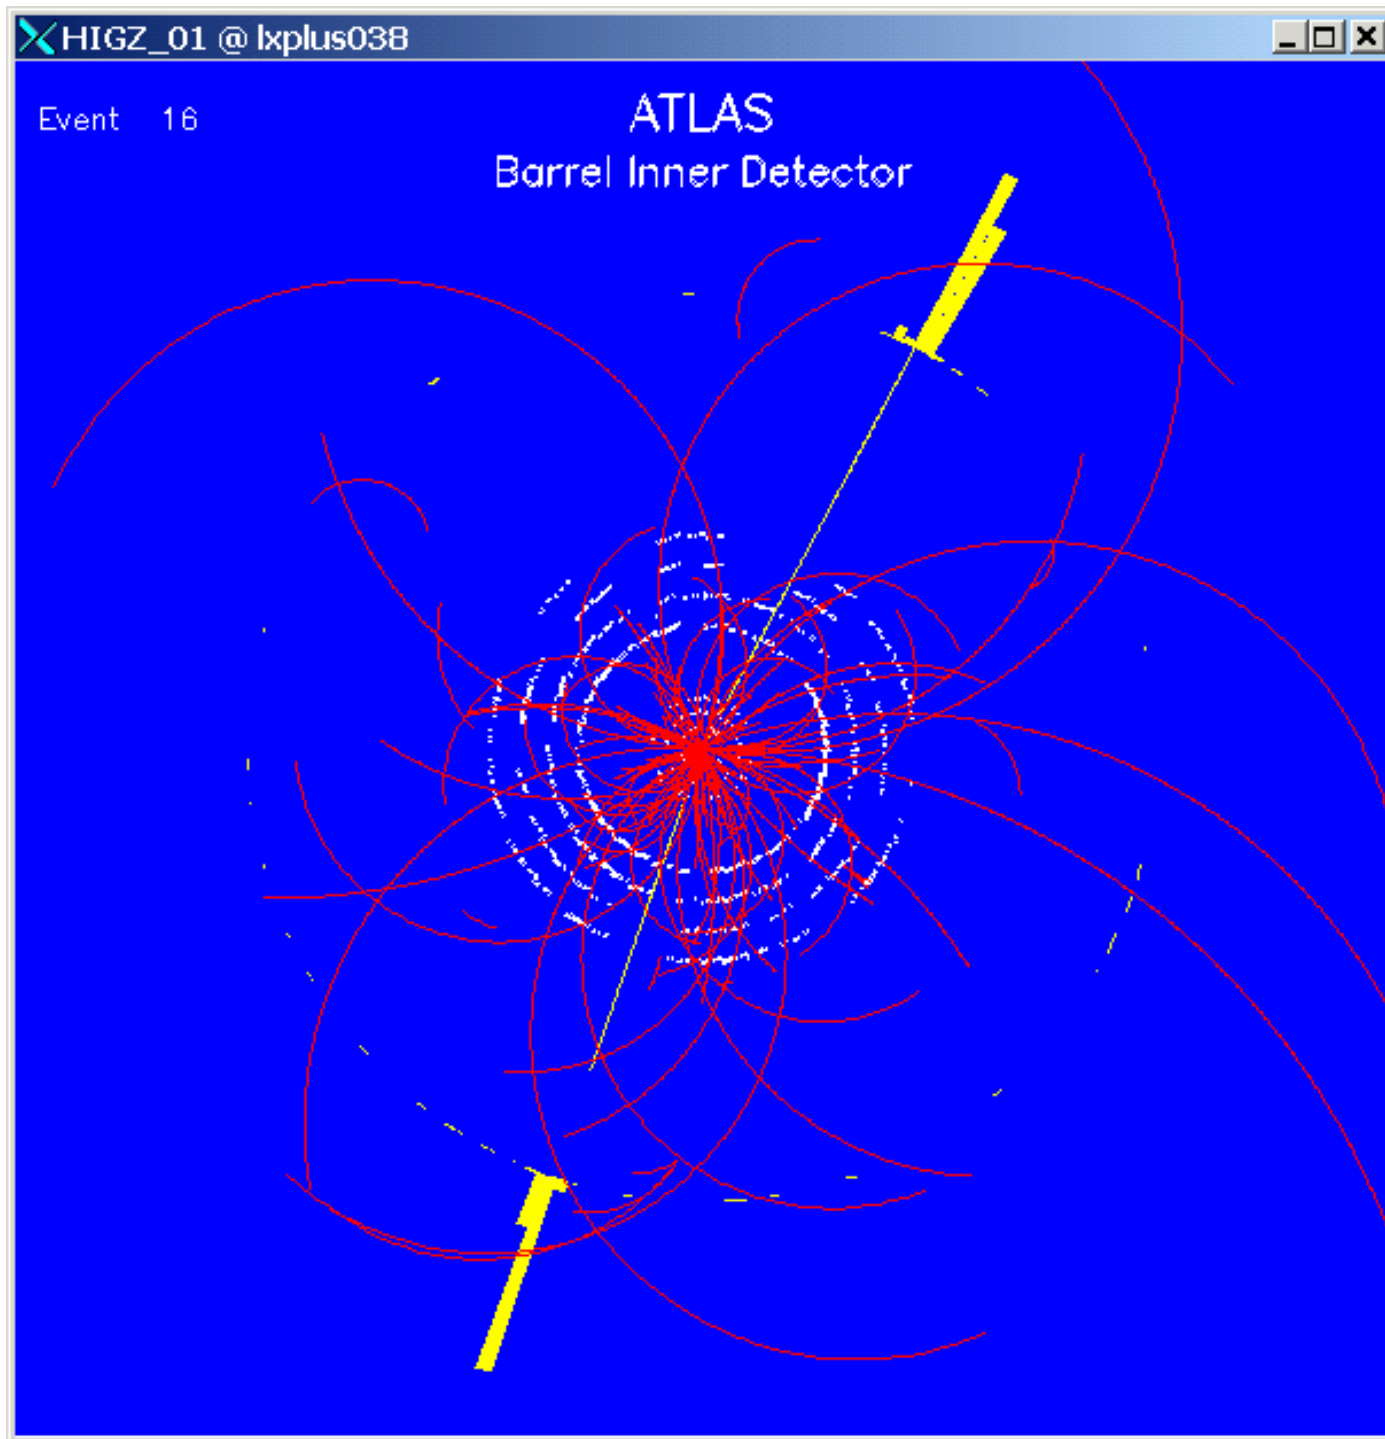 HIGZ_01 @ lxplus038
Event 16
ATLAS
Barrel Inner Detector